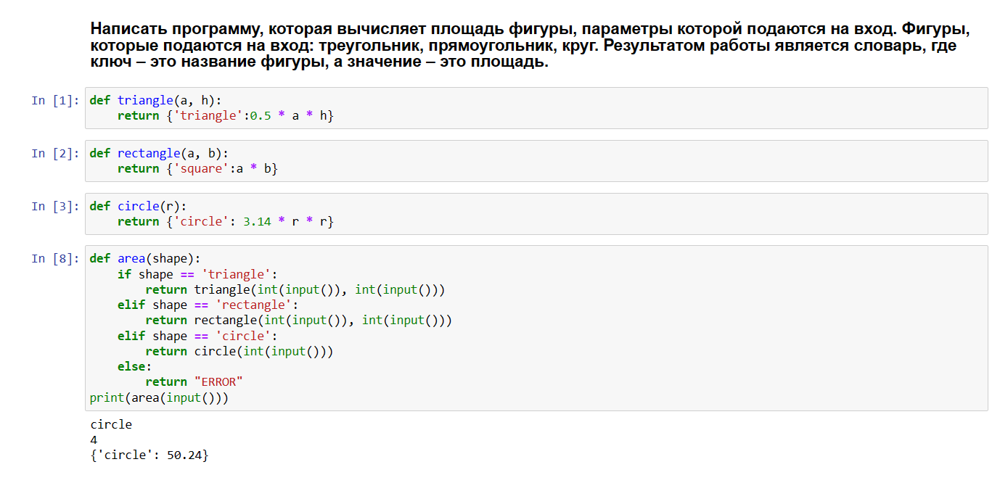 Написать программу, которая вычисляет площадь фигуры, параметры которой подаются на вход. Фигуры,
которые подаются на вход: треугольник, прямоугольник, круг. Результатом работы является словарь, где
ключ – это название фигуры, а значение – это площадь.
In [1]: def triangle(a, h):
    return {'triangle':0.5 * a * h}
In [2]: def rectangle(a, b):
    return {'square':a * b}
In [3]: def circle(r):
    return {'circle': 3.14 * r * r}
In [8]: def area(shape):
    if shape == 'triangle':
        return triangle(int(input()), int(input()))
    elif shape == 'rectangle':
        return rectangle(int(input()), int(input()))
    elif shape == 'circle':
        return circle(int(input()))
    else:
        return "ERROR"
print(area(input()))
circle
4
{'circle': 50.24}